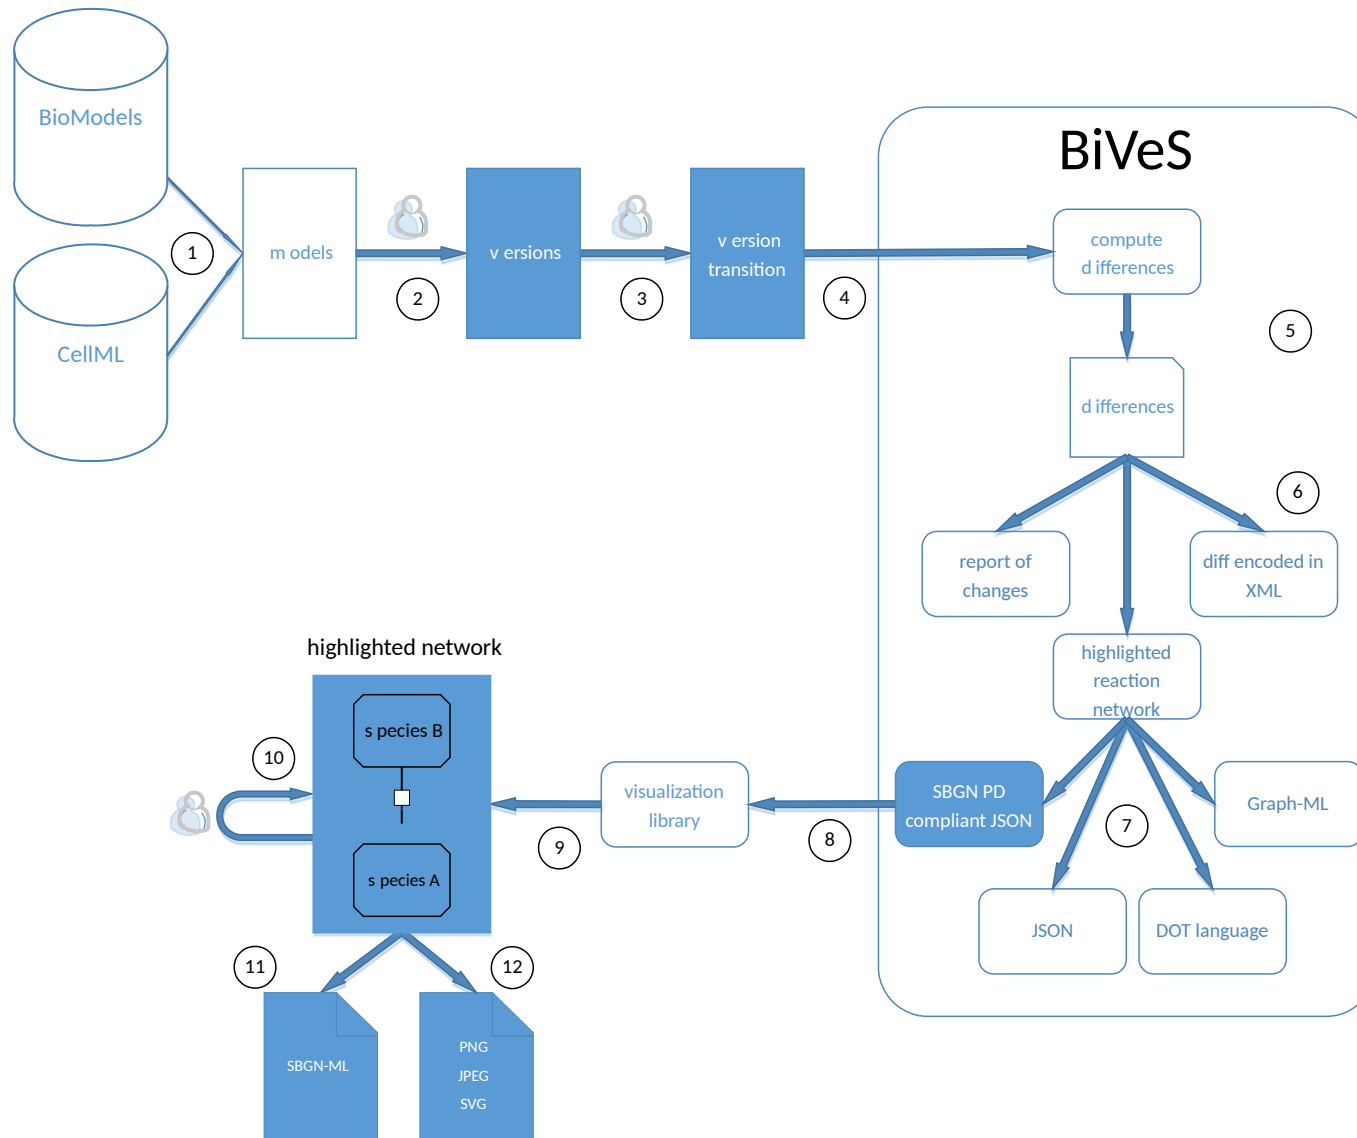 BioModels
CellML
1
m odels
2
v ersions
3
v ersion
transition
4
BiVeS
compute
d ifferences
5
d ifferences
6
report of
changes
diff encoded in
XML
highlighted
reaction
network
SBGN PD
compliant JSON
7
Graph-ML
JSON
DOT language
8
visualization
library
9
highlighted network
s pecies B
s pecies A
10
11
12
SBGN-ML
PNG
JPEG
SVG